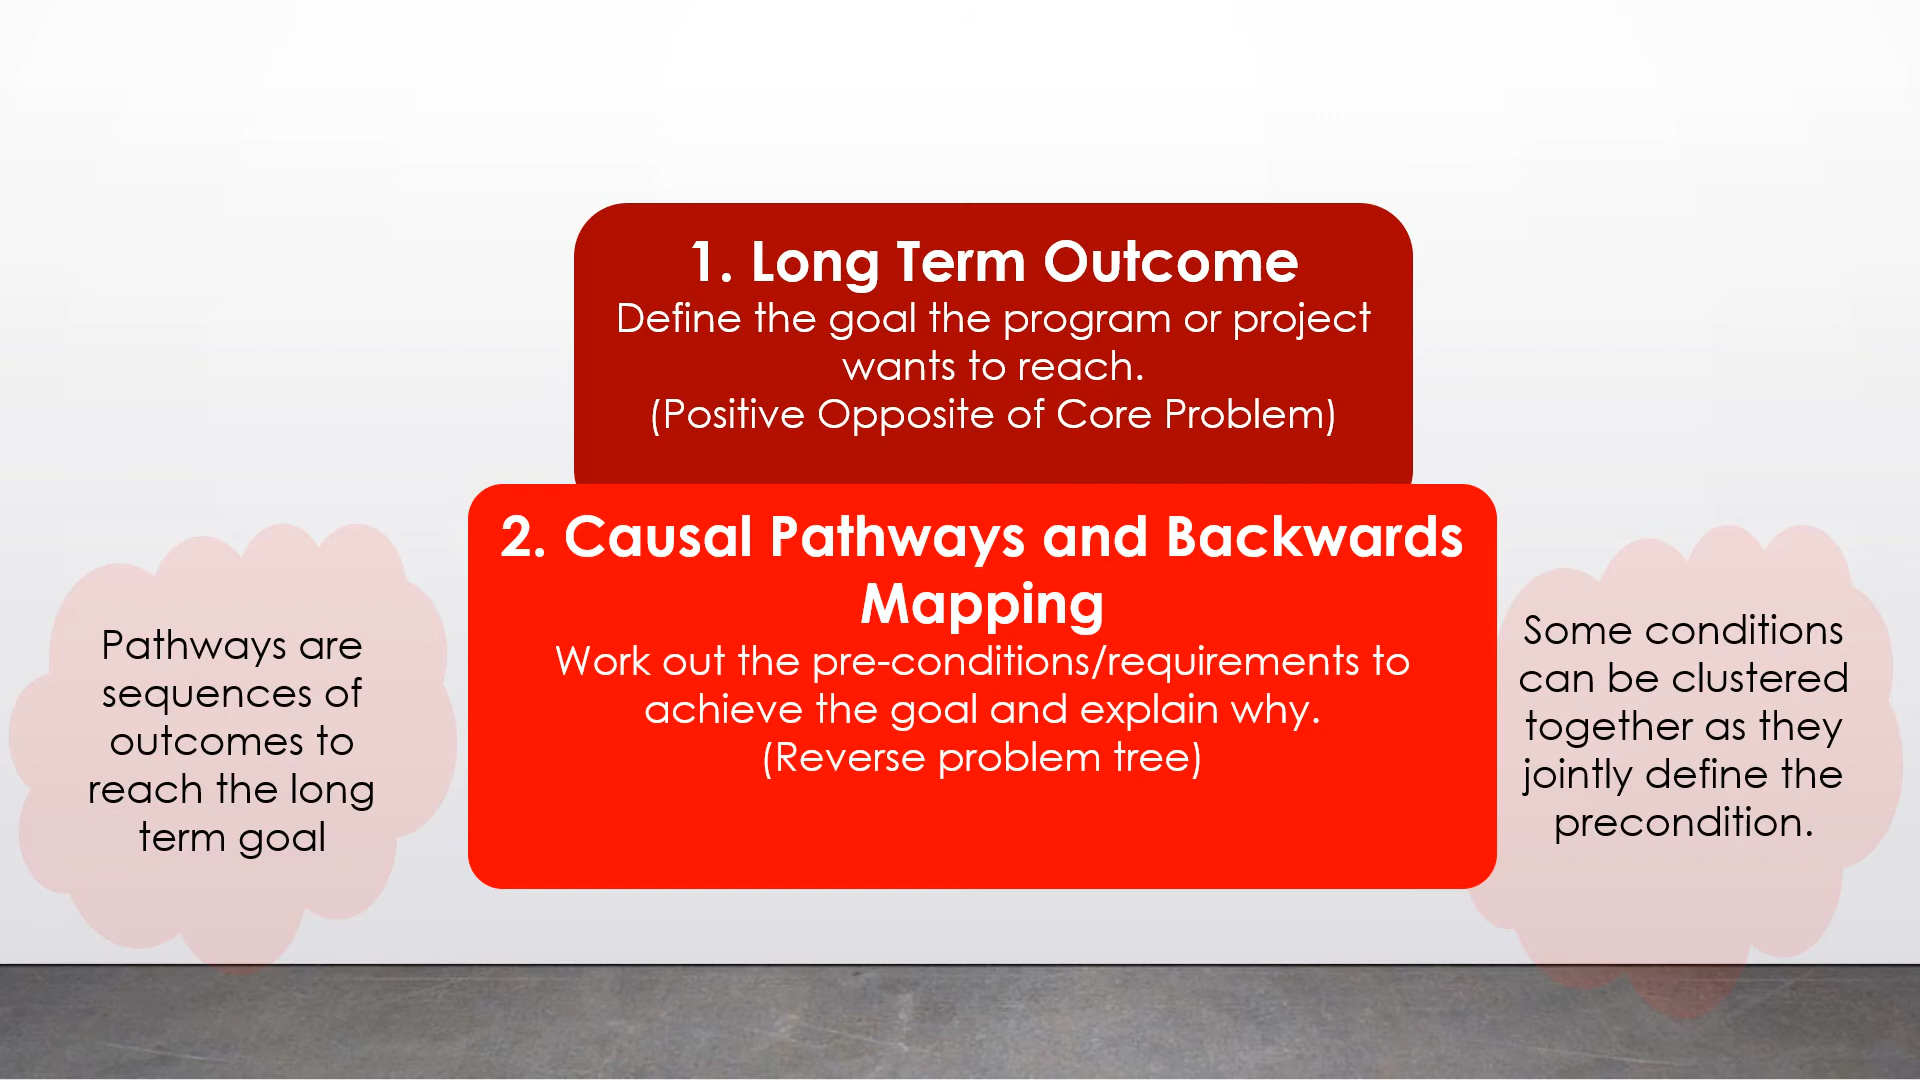 1. Long Term Outcome
Define the goal the program or project
wants to reach.
(Positive Opposite of Core Problem)
2. Causal Pathways and Backwards
Mapping
Work out the pre-conditions/requirements to
achieve the goal and explain why.
(Reverse problem tree)
Pathways are
sequences of
outcomes to
reach the long
term goal
Some conditions
can be clustered
together as they
jointly define the
precondition.